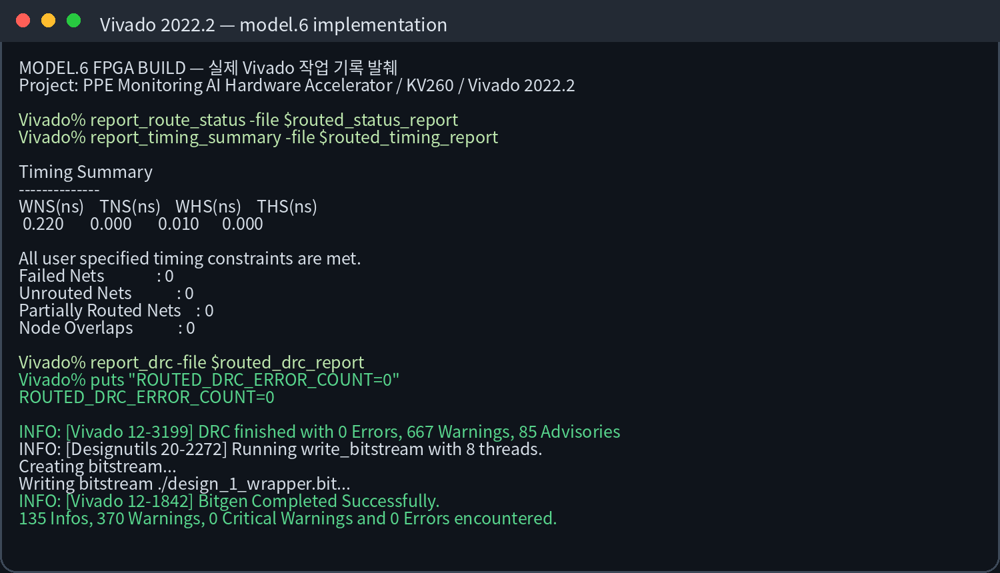 Vivado 2022.2 — model.6 implementation
MODEL.6 FPGA BUILD — 실제 Vivado 작업 기록 발췌
Project: PPE Monitoring AI Hardware Accelerator / KV260 / Vivado 2022.2
Vivado% report_route_status -file $routed_status_report
Vivado% report_timing_summary -file $routed_timing_report
Timing Summary
--------------
WNS(ns) TNS(ns) WHS(ns) THS(ns)
0.220 0.000 0.010 0.000
All user specified timing constraints are met.
Failed Nets : 0
Unrouted Nets : 0
Partially Routed Nets : 0
Node Overlaps : 0
Vivado% report_drc -file $routed_drc_report
Vivado% puts "ROUTED_DRC_ERROR_COUNT=0"
ROUTED_DRC_ERROR_COUNT=0
INFO: [Vivado 12-3199] DRC finished with 0 Errors, 667 Warnings, 85 Advisories
INFO: [Designutils 20-2272] Running write_bitstream with 8 threads.
Creating bitstream...
Writing bitstream ./design_1_wrapper.bit...
INFO: [Vivado 12-1842] Bitgen Completed Successfully.
135 Infos, 370 Warnings, 0 Critical Warnings and 0 Errors encountered.